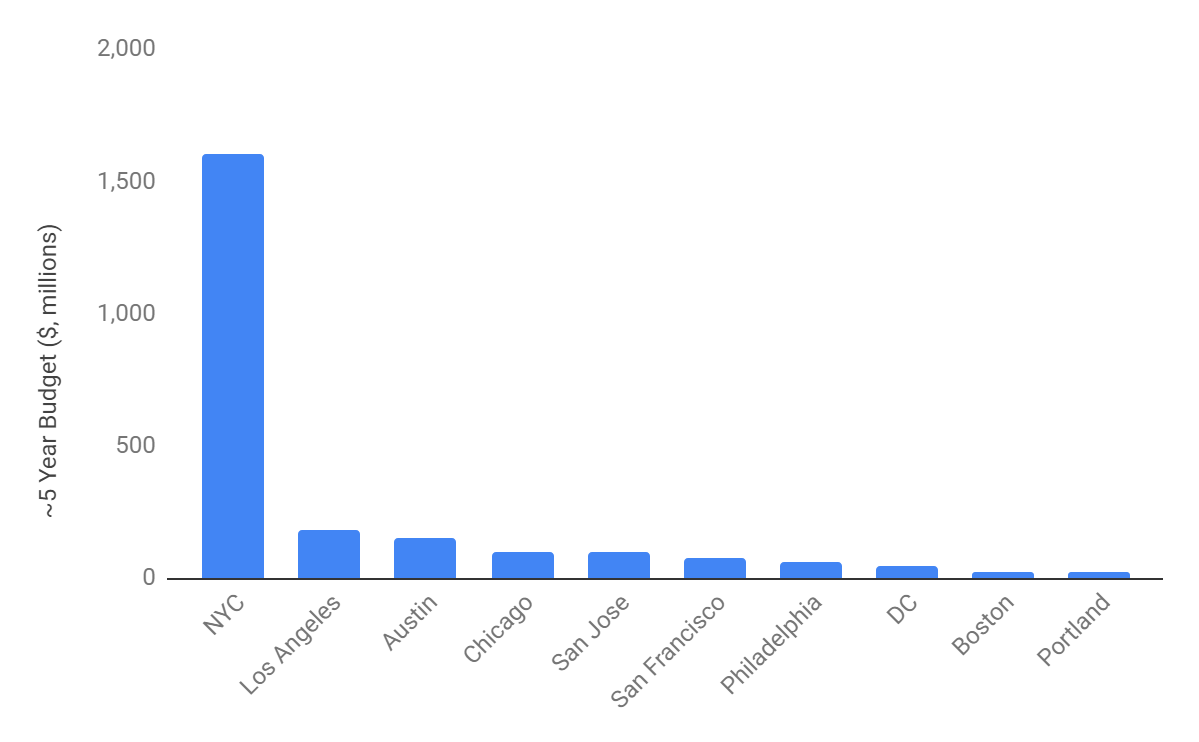 2,000
1,500
1,000
500
0
~5 Year Budget ($, millions)
NYC
Los Angeles
Austin
Chicago
San Jose
San Francisco
Philadelphia
DC
Boston
Portland